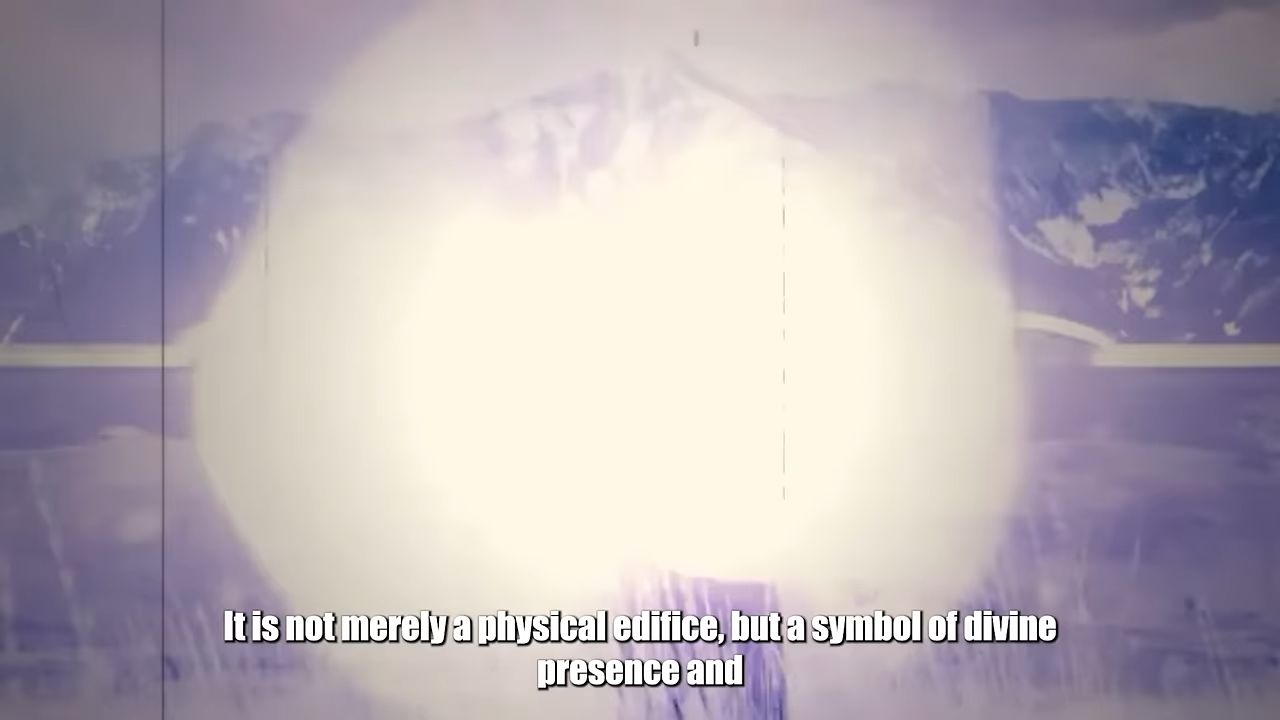 It is not merely a physical edifice, but a symbol of divine
presence and